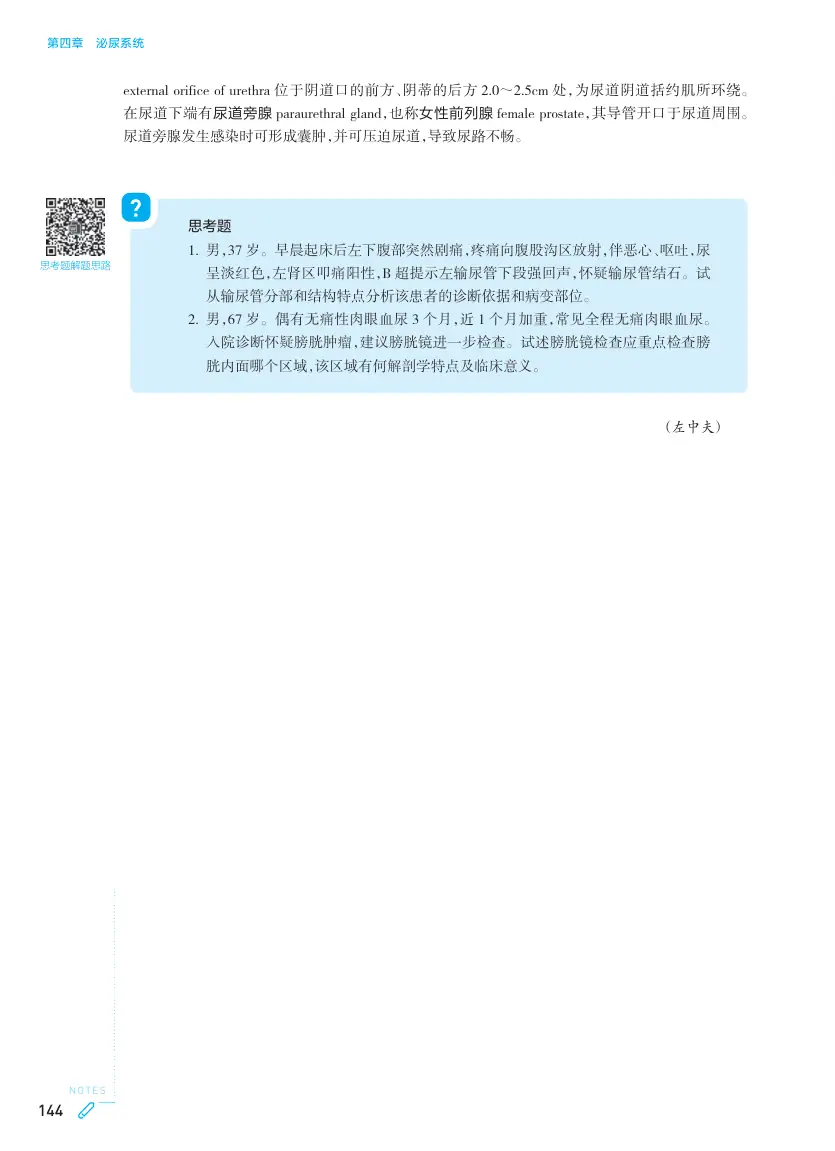 第四章 泌尿系统
external orifice of urethra 位于阴道口的前方、阴蒂的后方 2.0～2.5cm 处,为尿道阴道括约肌所环绕。
在尿道下端有尿道旁腺 paraurethral gland,也称女性前列腺 female prostate,其导管开口于尿道周围。
尿道旁腺发生感染时可形成囊肿,并可压迫尿道,导致尿路不畅。
?
思考题解题思路
思考题
1. 男,37 岁。早晨起床后左下腹部突然剧痛,疼痛向腹股沟区放射,伴恶心、呕吐,尿
呈淡红色,左肾区叩痛阳性,B 超提示左输尿管下段强回声,怀疑输尿管结石。试
从输尿管分部和结构特点分析该患者的诊断依据和病变部位。
2. 男,67 岁。偶有无痛性肉眼血尿 3 个月,近 1 个月加重,常见全程无痛肉眼血尿。
入院诊断怀疑膀胱肿瘤,建议膀胱镜进一步检查。试述膀胱镜检查应重点检查膀
胱内面哪个区域,该区域有何解剖学特点及临床意义。
（左中夫）
NOTES
144